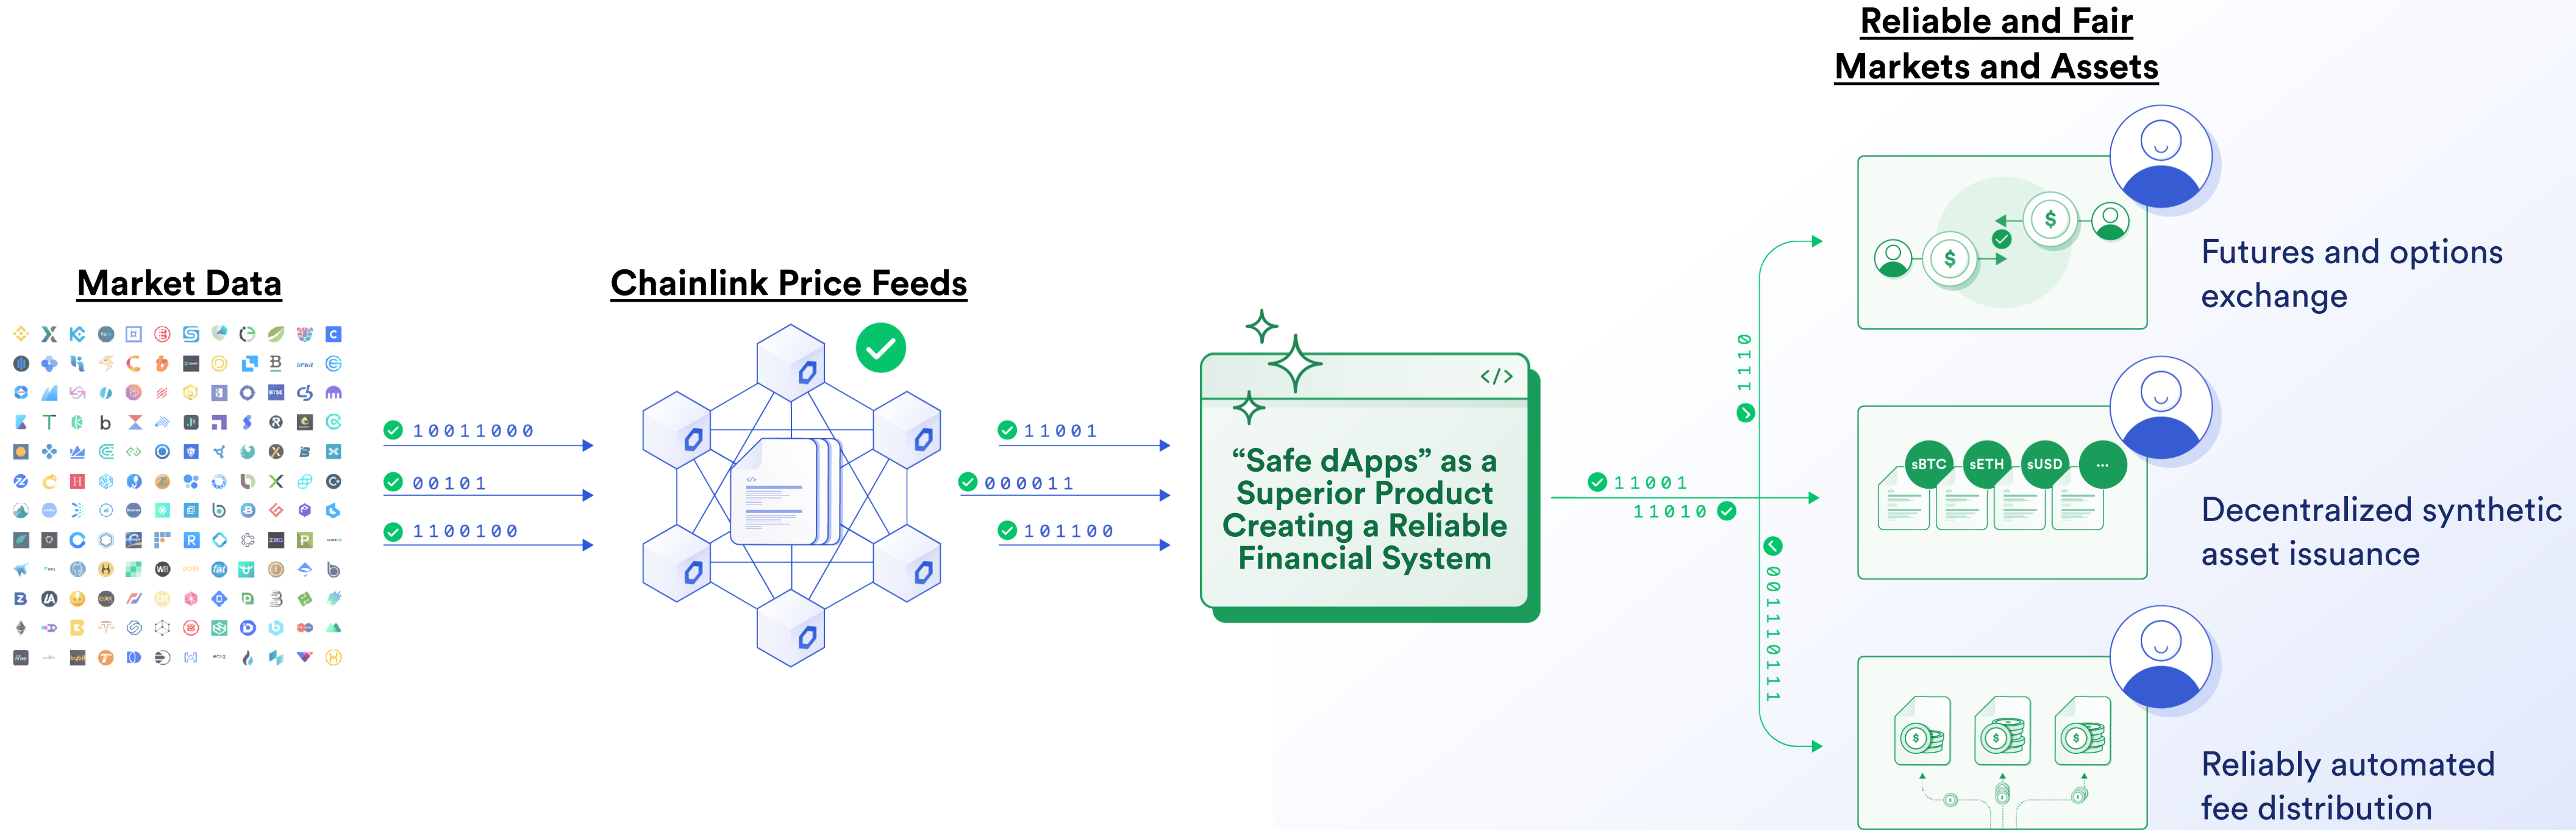 Reliable and Fair
Markets and Assets
Market Data
Chainlink Price Feeds
10011000
00101
1100100
11001
000011
101100
</>
“Safe dApps” as a
Superior Product
Creating a Reliable
Financial System
11001
11010
1110
0011101111
$
$
Futures and options
exchange
sBTC
sETH
sUSD
...
Decentralized synthetic
asset issuance
$
$
$
Reliably automated
fee distribution